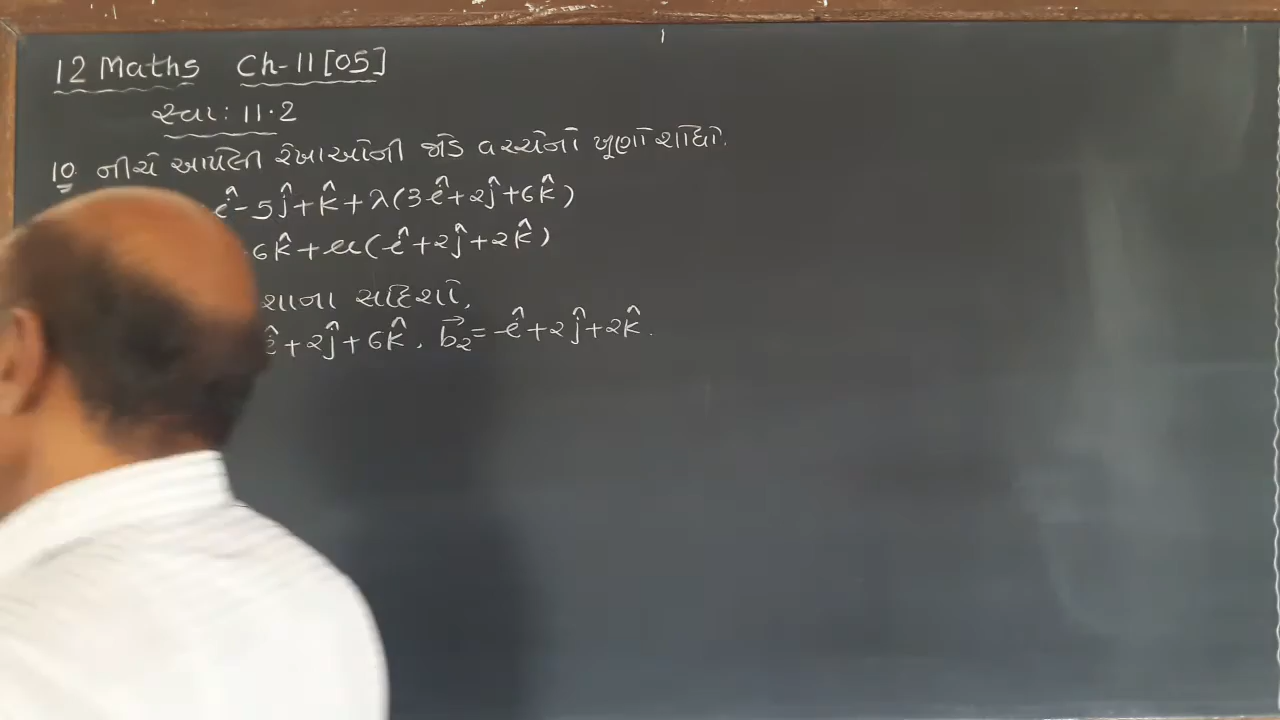 12 Maths Ch-11[05]
સ્વા: 11.2
10 નીચે આપેલી રેખાઓની જોડ વચ્ચેનો ખૂણો શોધો.
î-5ĵ+k̂+λ(3î+2ĵ+6k̂)
6k̂+μ(î+2ĵ+2k̂)
શાના સદિશો,
î+2ĵ+6k̂, b⃗₂=î+2ĵ+2k̂.